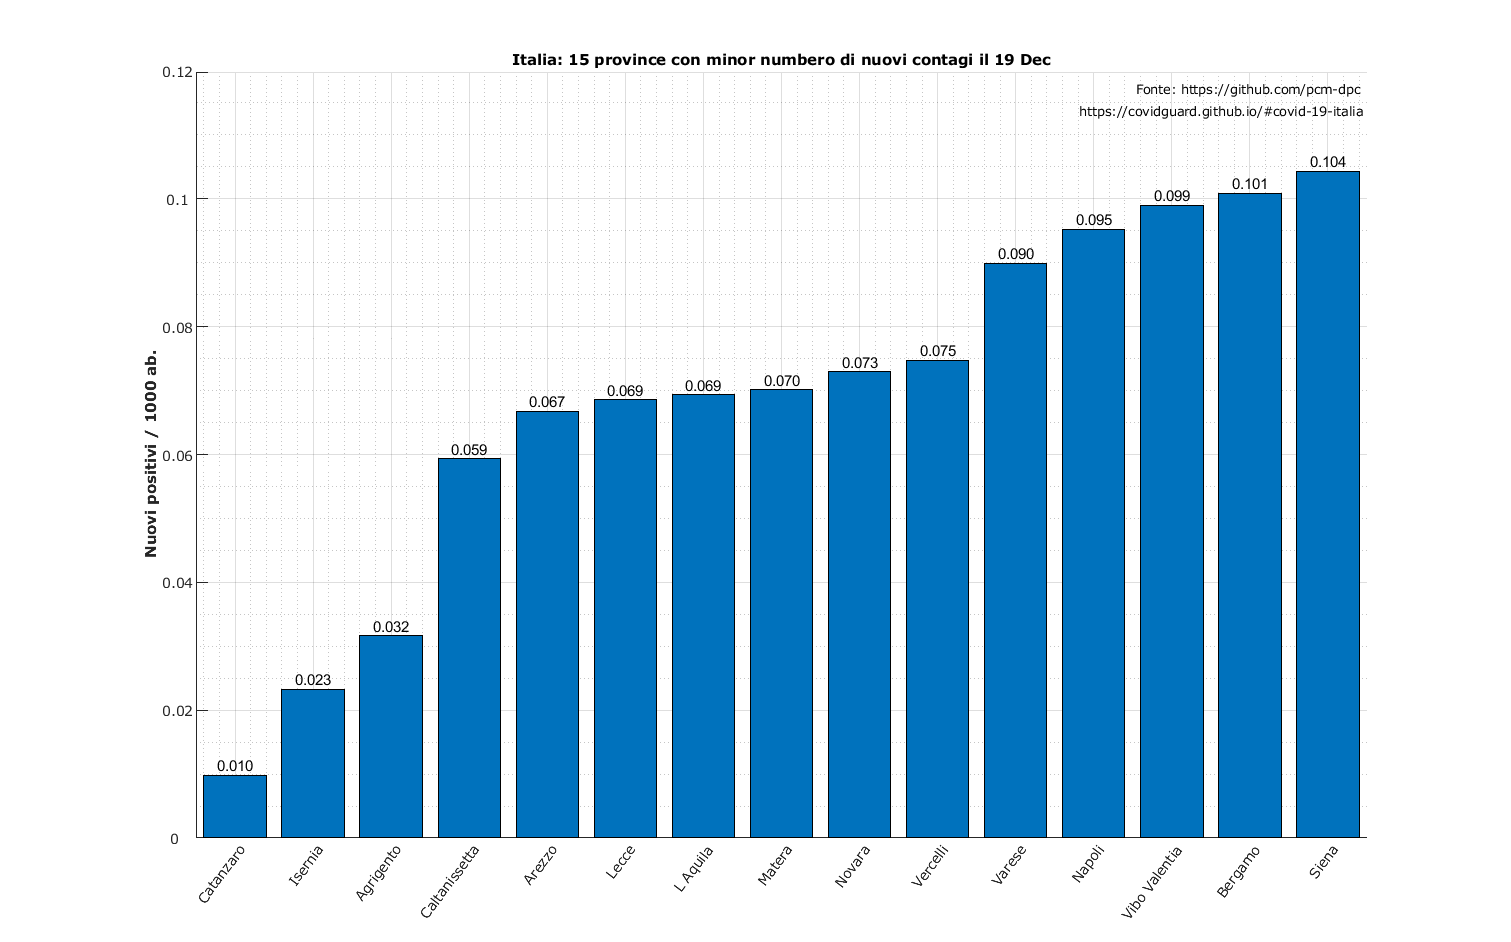 Italia: 15 province con minor numbero di nuovi contagi il 19 Dec
Fonte: https://github.com/pcm-dpc
https://covidguard.github.io/#covid-19-italia
Nuovi positivi / 1000 ab.
0.12
0.1
0.08
0.06
0.04
0.02
0
0.010
0.023
0.032
0.059
0.067
0.069
0.069
0.070
0.073
0.075
0.090
0.095
0.099
0.101
0.104
Catanzaro
Isernia
Agrigento
Caltanissetta
Arezzo
Lecce
L Aquila
Matera
Novara
Vercelli
Varese
Napoli
Vibo Valentia
Bergamo
Siena